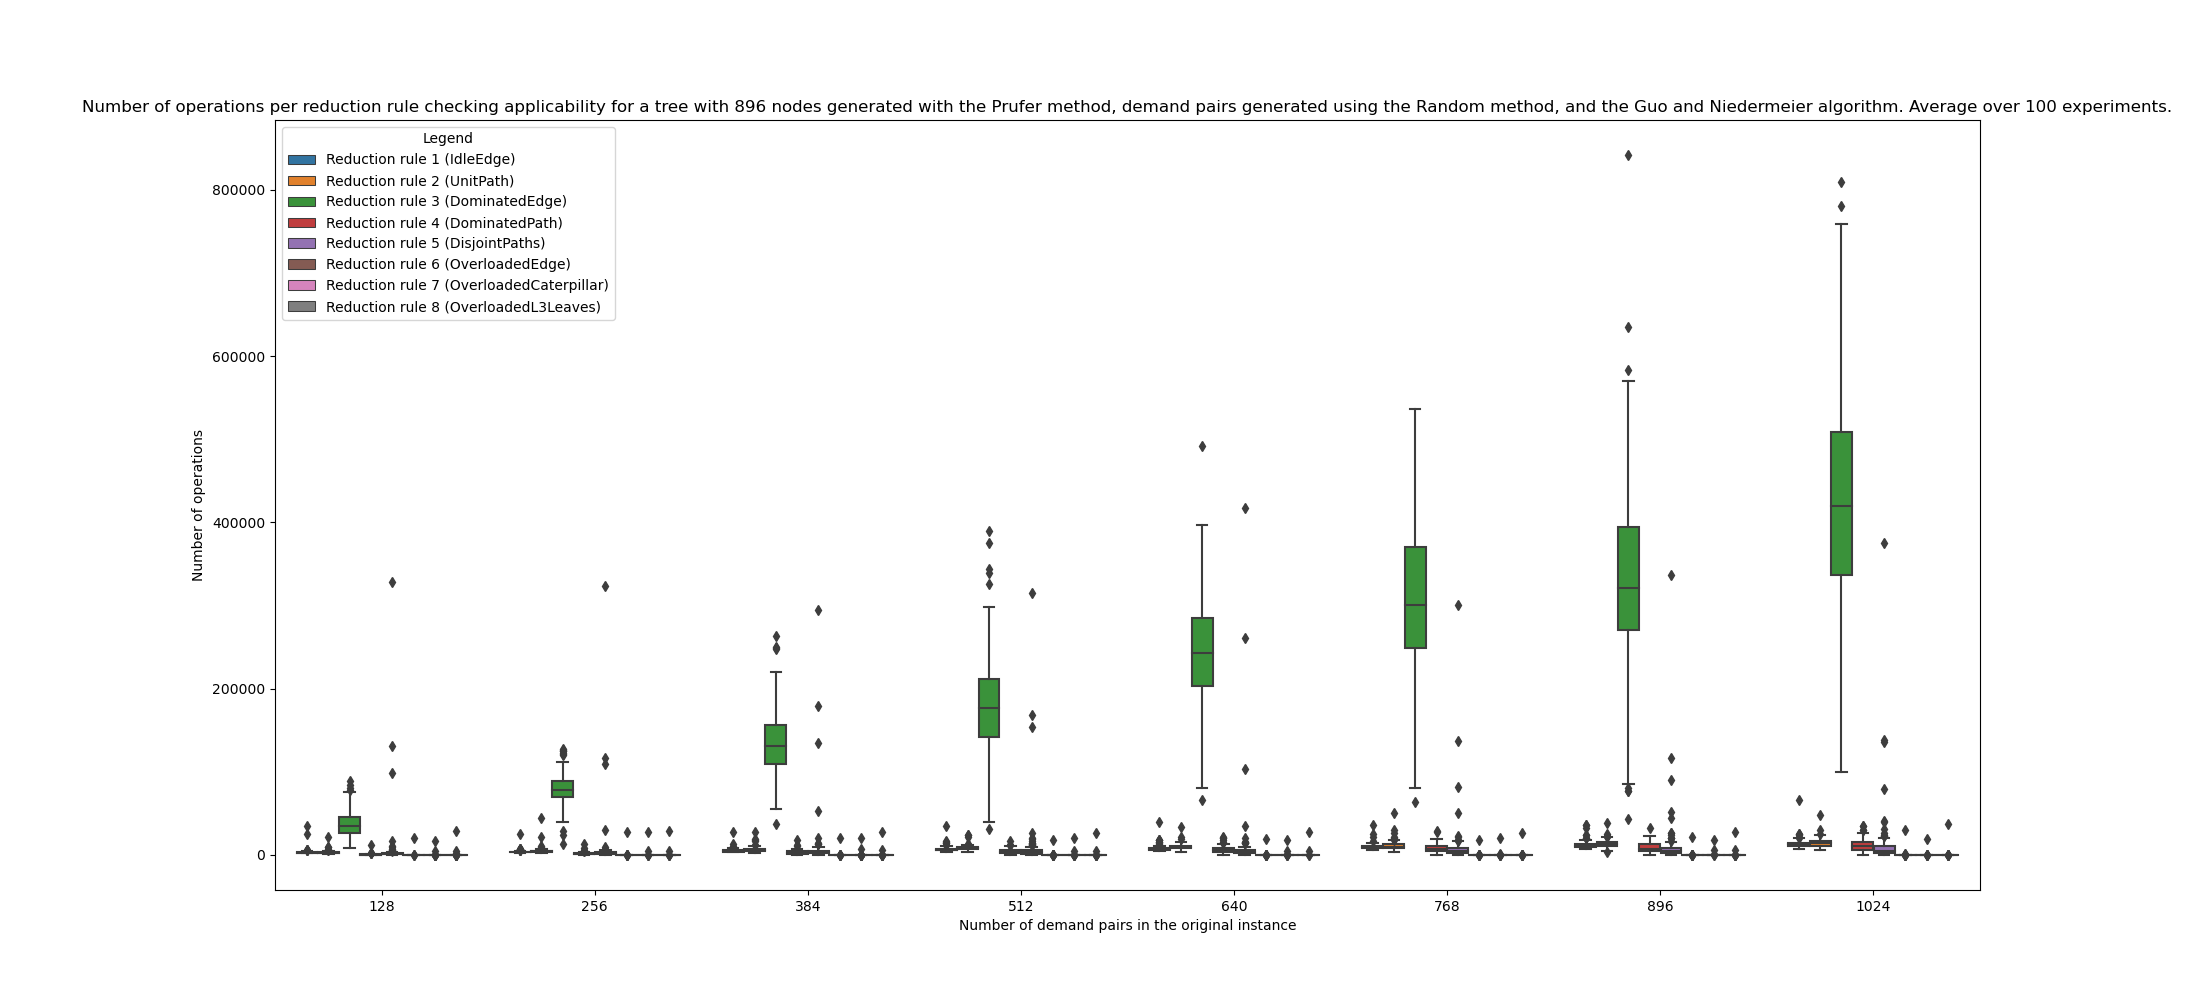 Number of operations per reduction rule checking applicability for a tree with 896 nodes generated with the Prufer method, demand pairs generated using the Random method, and the Guo and Niedermeier algorithm. Average over 100 experiments.
Legend
Reduction rule 1 (IdleEdge)
Reduction rule 2 (UnitPath)
Reduction rule 3 (DominatedEdge)
Reduction rule 4 (DominatedPath)
Reduction rule 5 (DisjointPaths)
Reduction rule 6 (OverloadedEdge)
Reduction rule 7 (OverloadedCaterpillar)
Reduction rule 8 (OverloadedL3Leaves)
Number of operations
800000
600000
400000
200000
0
128 256 384 512 640 768 896 1024
Number of demand pairs in the original instance